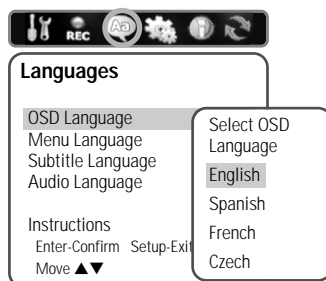 REC
Aa
Languages
OSD Language
Menu Language
Subtitle Language
Audio Language
Instructions
Enter-Confirm Setup-Exit
Move ▲▼
Select OSD
Language
English
Spanish
French
Czech